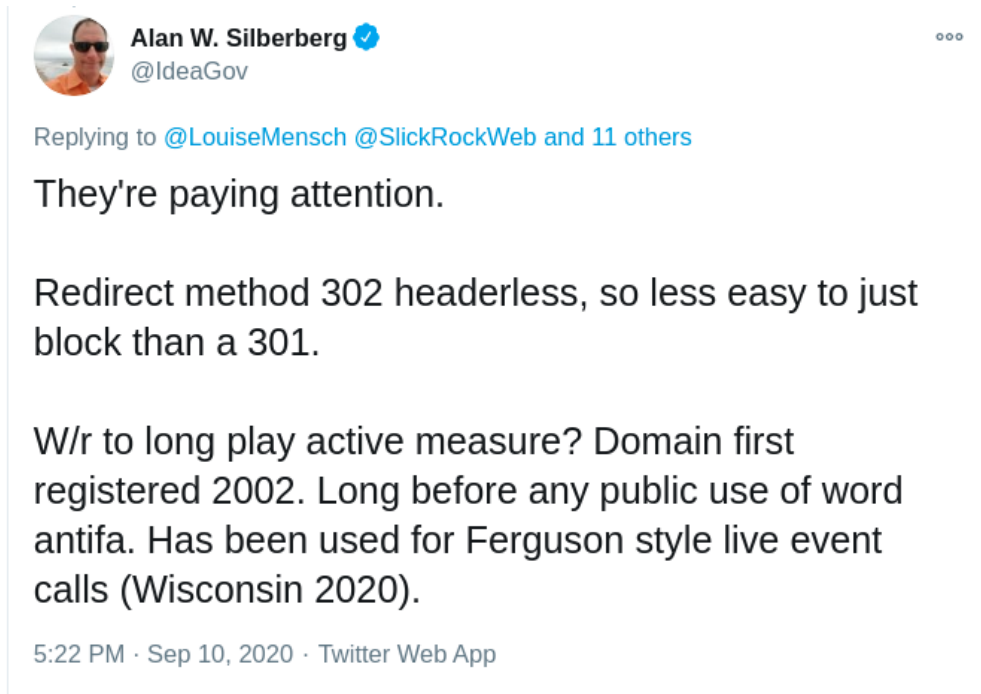 Alan W. Silberberg
@IdeaGov
Replying to @LouiseMensch @SlickRockWeb and 11 others
They're paying attention.
Redirect method 302 headerless, so less easy to just
block than a 301.
W/r to long play active measure? Domain first
registered 2002. Long before any public use of word
antifa. Has been used for Ferguson style live event
calls (Wisconsin 2020).
5:22 PM · Sep 10, 2020 · Twitter Web App